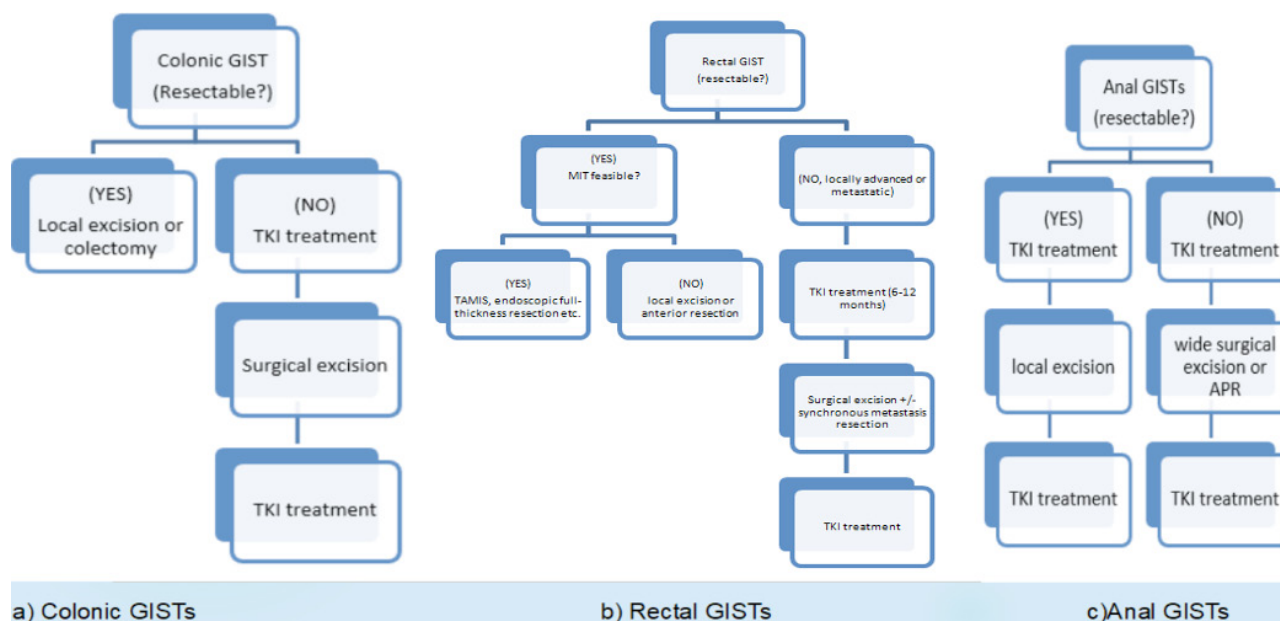 Colonic GIST
(Resectable?)
(YES)
Local excision or
colectomy
(NO)
TKI treatment
Surgical excision
TKI treatment
a) Colonic GISTs
Rectal GIST
(resectable?)
(YES)
MIT feasible?
(NO, locally advanced or
metastatic)
(YES)
TAMIS, endoscopic full-
thickness resection etc.
(NO)
local excision or
anterior resection
TKI treatment (6-12
months)
Surgical excision +/-
synchronous metastasis
resection
TKI treatment
b) Rectal GISTs
Anal GISTs
(resectable?)
(YES)
TKI treatment
(NO)
TKI treatment
local excision
wide surgical
excision or
APR
TKI treatment
TKI treatment
c)Anal GISTs